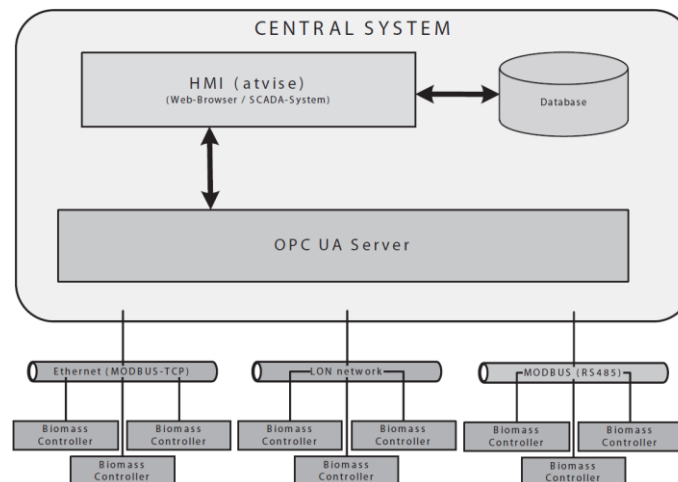 CENTRAL SYSTEM
HMI (atvise)
(Web-Browser / SCADA-System)
Database
OPC UA Server
Ethernet (MODBUS-TCP)
LON network
MODBUS (RS485)
Biomass
Controller
Biomass
Controller
Biomass
Controller
Biomass
Controller
Biomass
Controller
Biomass
Controller
Biomass
Controller
Biomass
Controller
Biomass
Controller